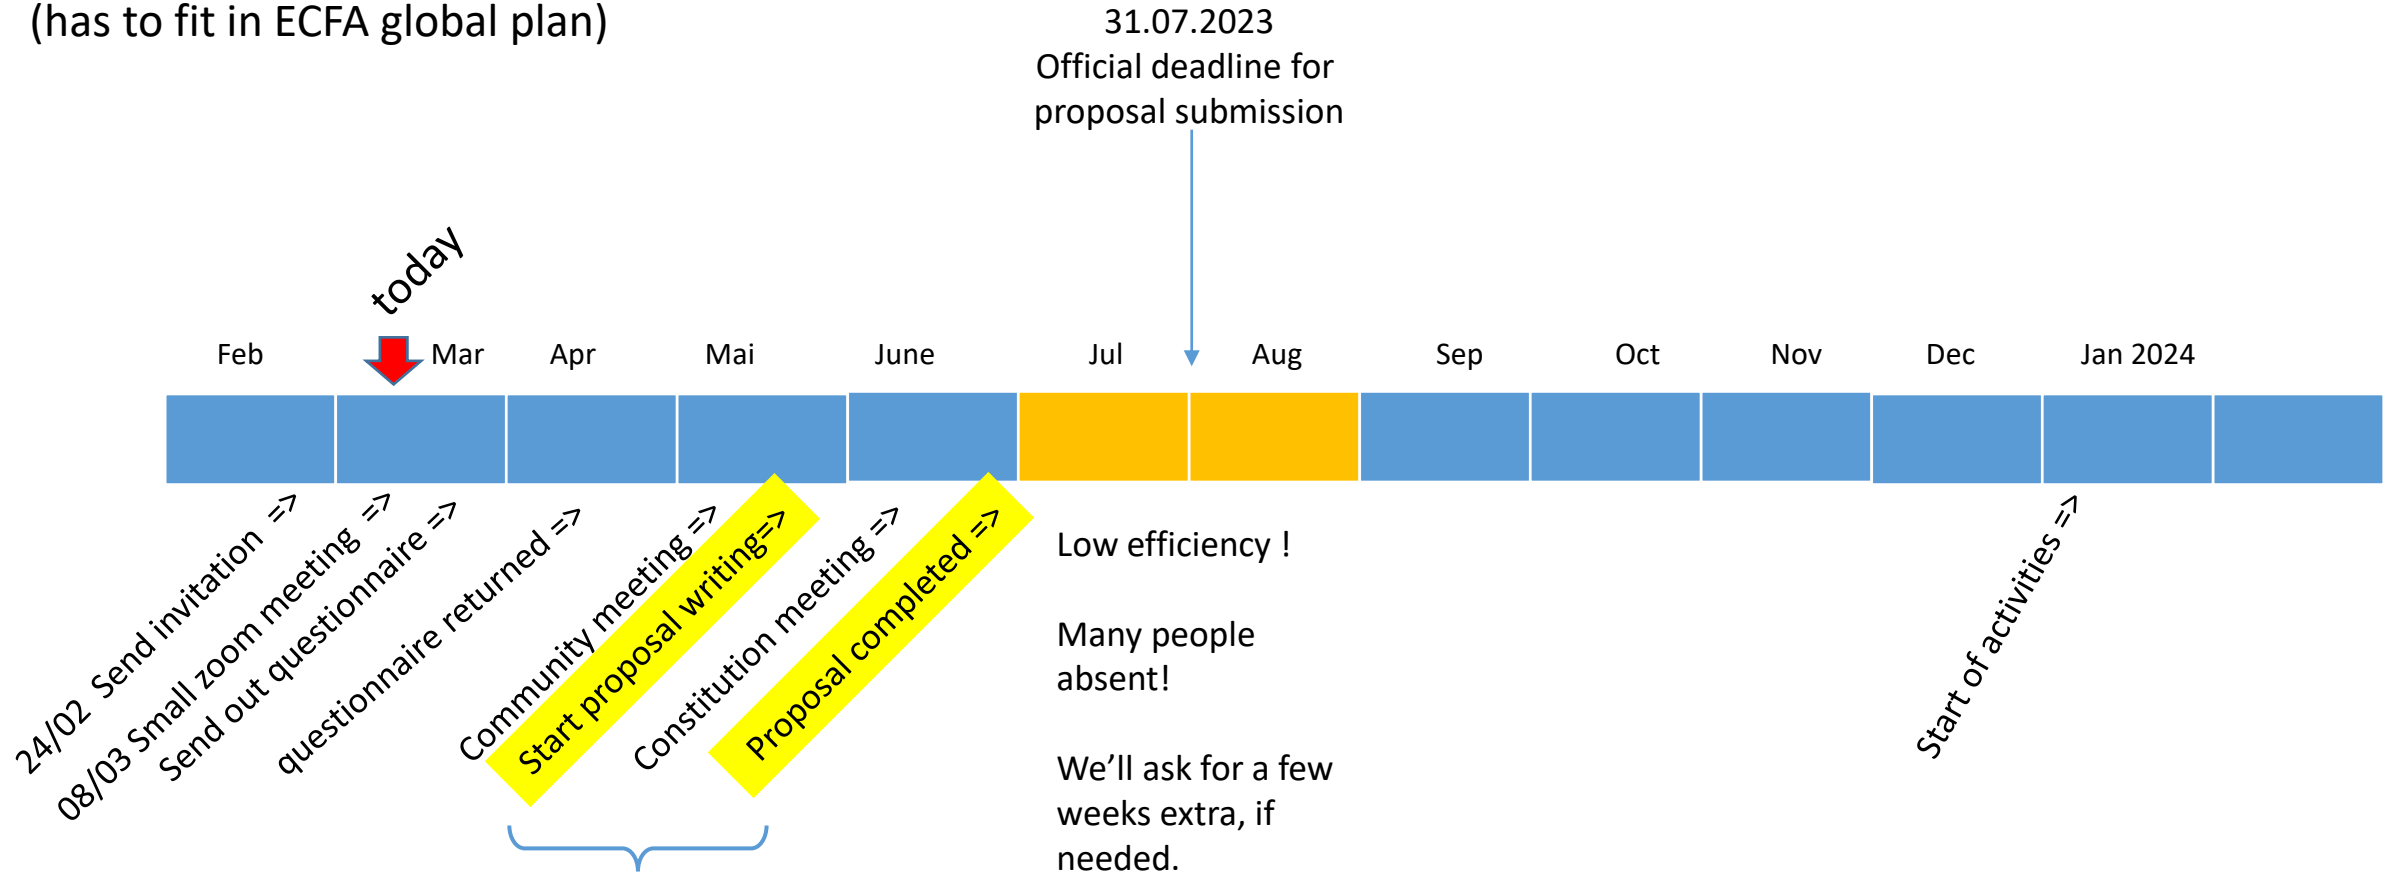 (has to fit in ECFA global plan)
31.07.2023
Official deadline for
proposal submission
today
Feb
Mar
Apr
Mai
June
Jul
Aug
Sep
Oct
Nov
Dec
Jan 2024
24/02 Send invitation =>
08/03 Small zoom meeting =>
Send out questionnaire =>
questionnaire returned =>
Community meeting =>
Start proposal writing=>
Constitution meeting =>
Proposal completed =>
Low efficiency !
Many people
absent!
We’ll ask for a few
weeks extra, if
needed.
Start of activities =>